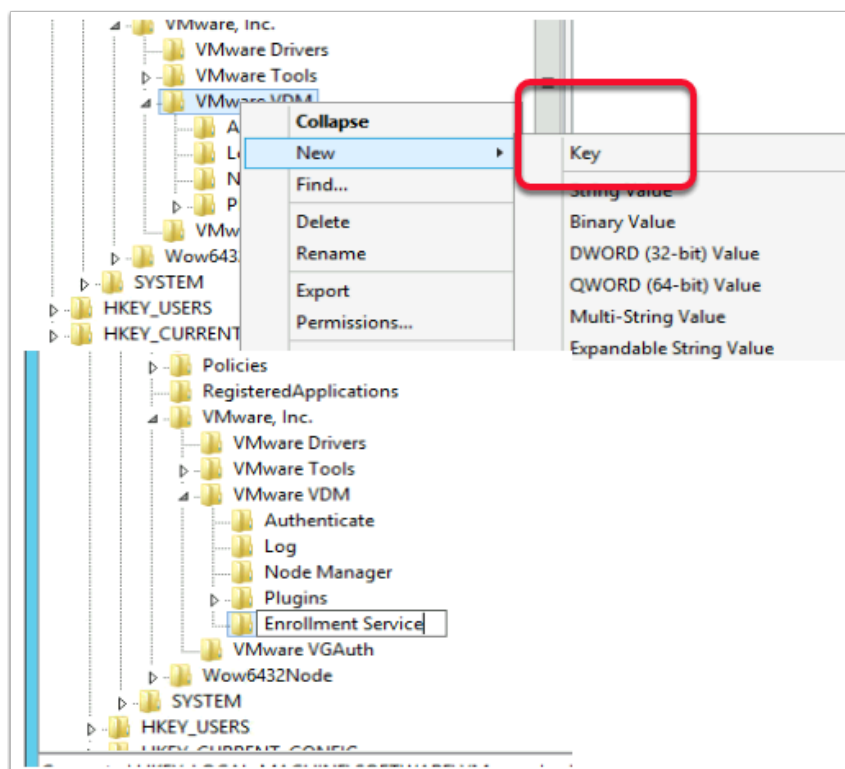 VMware, Inc.
VMware Drivers
VMware Tools
VMware VDM
Collapse
New
Key
Find...
String Value
Delete
Binary Value
Rename
DWORD (32-bit) Value
SYSTEM
Export
QWORD (64-bit) Value
HKEY_USERS
Permissions...
Multi-String Value
HKEY_CURRENT
Expandable String Value
Policies
RegisteredApplications
VMware, Inc.
VMware Drivers
VMware Tools
VMware VDM
Authenticate
Log
Node Manager
Plugins
Enrollment Service
VMware VGAuth
Wow6432Node
SYSTEM
HKEY_USERS
HKEY_CURRENT_CONFIG